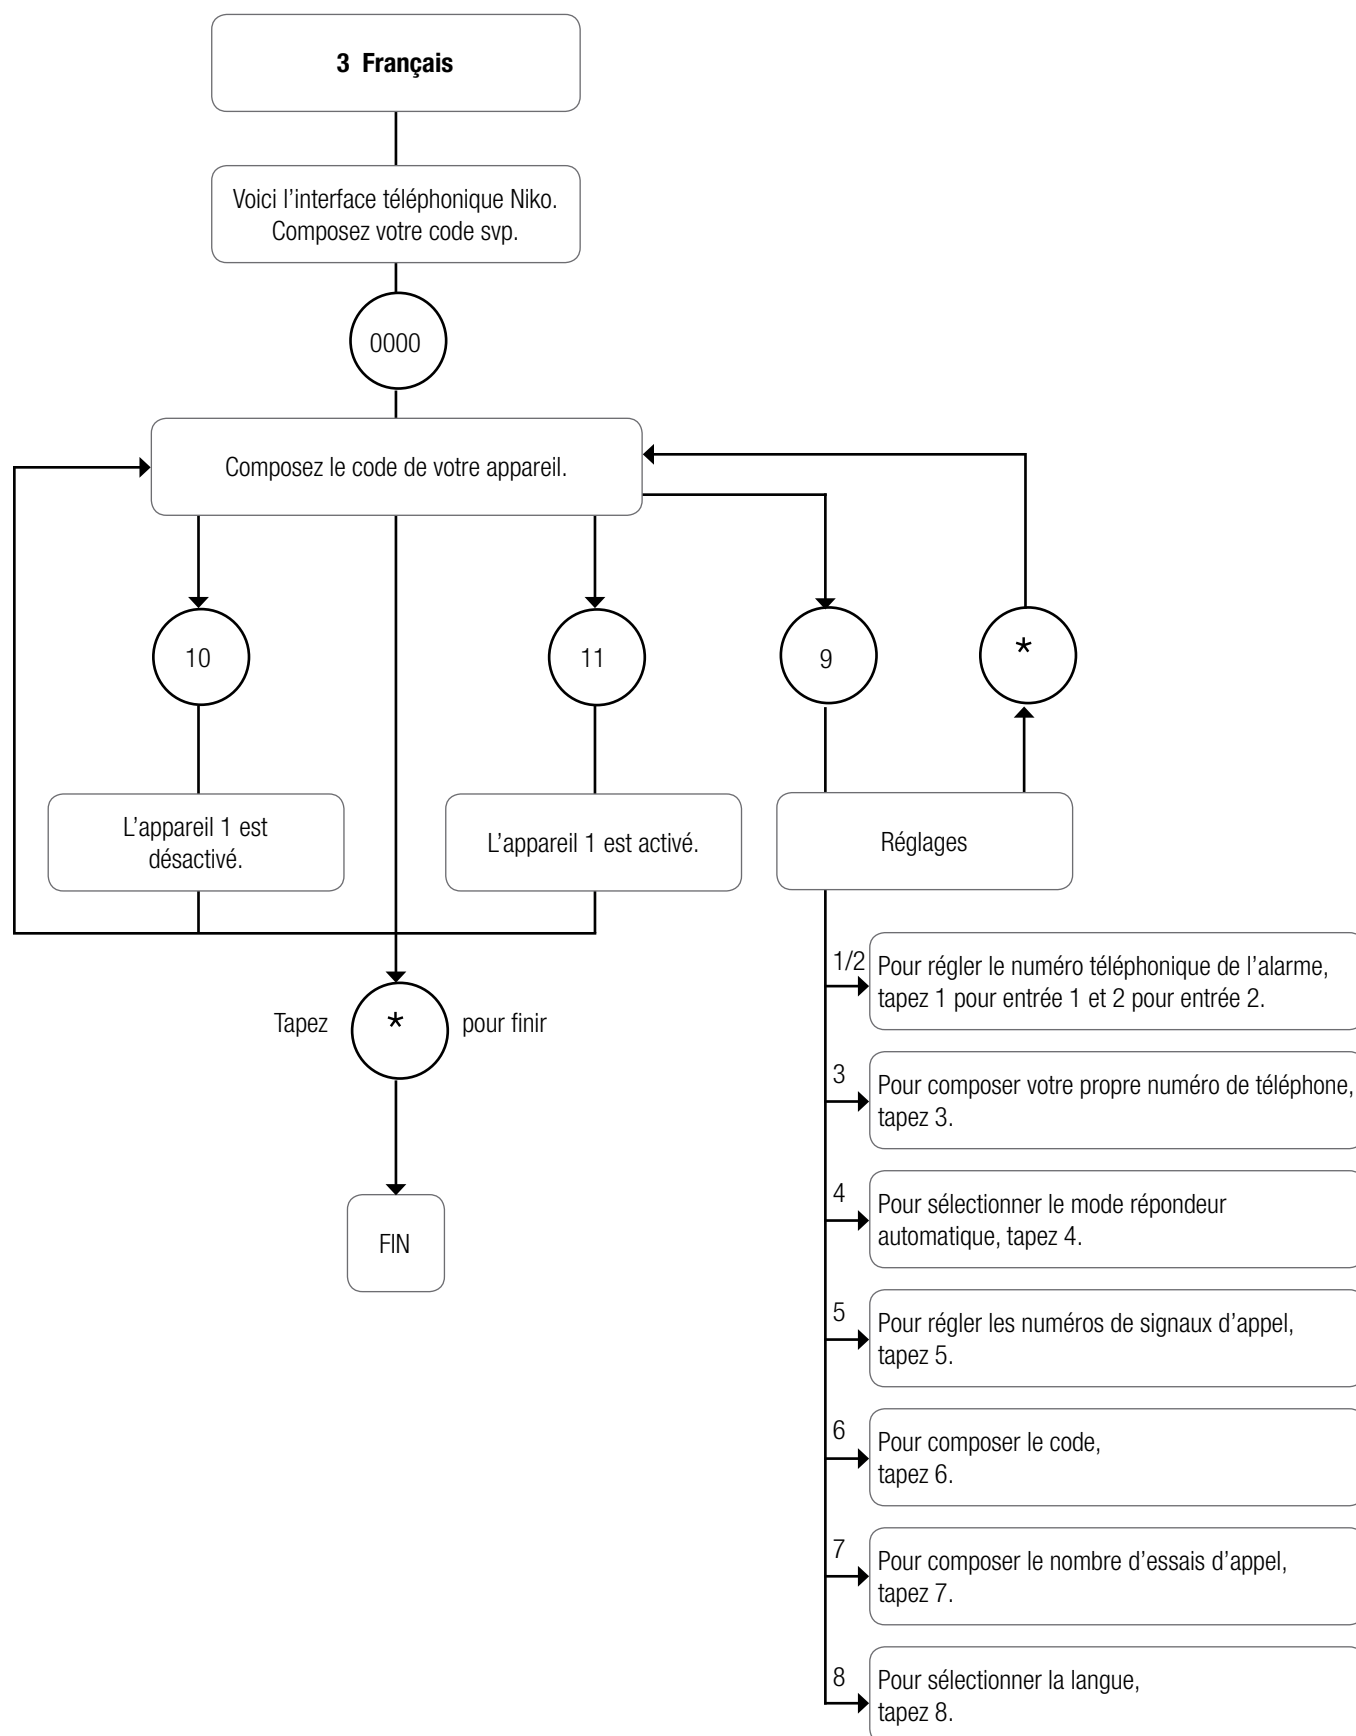 3 Français
Voici l’interface téléphonique Niko.
Composez votre code svp.
0000
Composez le code de votre appareil.
10
11
9
*
L’appareil 1 est
désactivé.
L’appareil 1 est activé.
Réglages
1/2
Pour régler le numéro téléphonique de l’alarme,
tapez 1 pour entrée 1 et 2 pour entrée 2.
Tapez * pour finir
3
Pour composer votre propre numéro de téléphone,
tapez 3.
4
Pour sélectionner le mode répondeur
automatique, tapez 4.
FIN
5
Pour régler les numéros de signaux d’appel,
tapez 5.
6
Pour composer le code,
tapez 6.
7
Pour composer le nombre d’essais d’appel,
tapez 7.
8
Pour sélectionner la langue,
tapez 8.